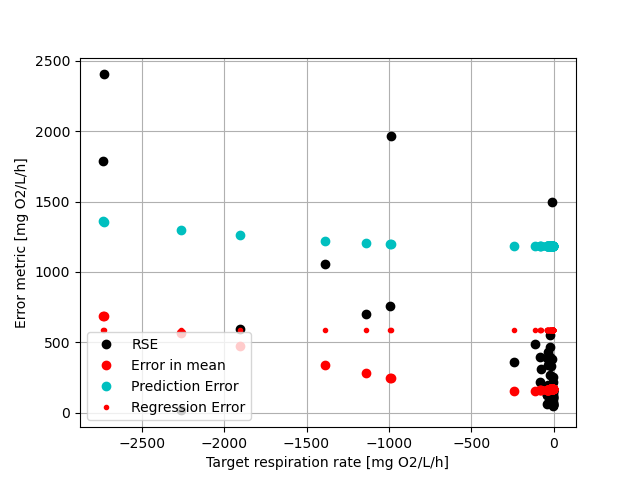 2500
2000
1500
1000
500
0
Error metric [mg O2/L/h]
RSE
Error in mean
Prediction Error
Regression Error
−2500 −2000 −1500 −1000 −500 0
Target respiration rate [mg O2/L/h]